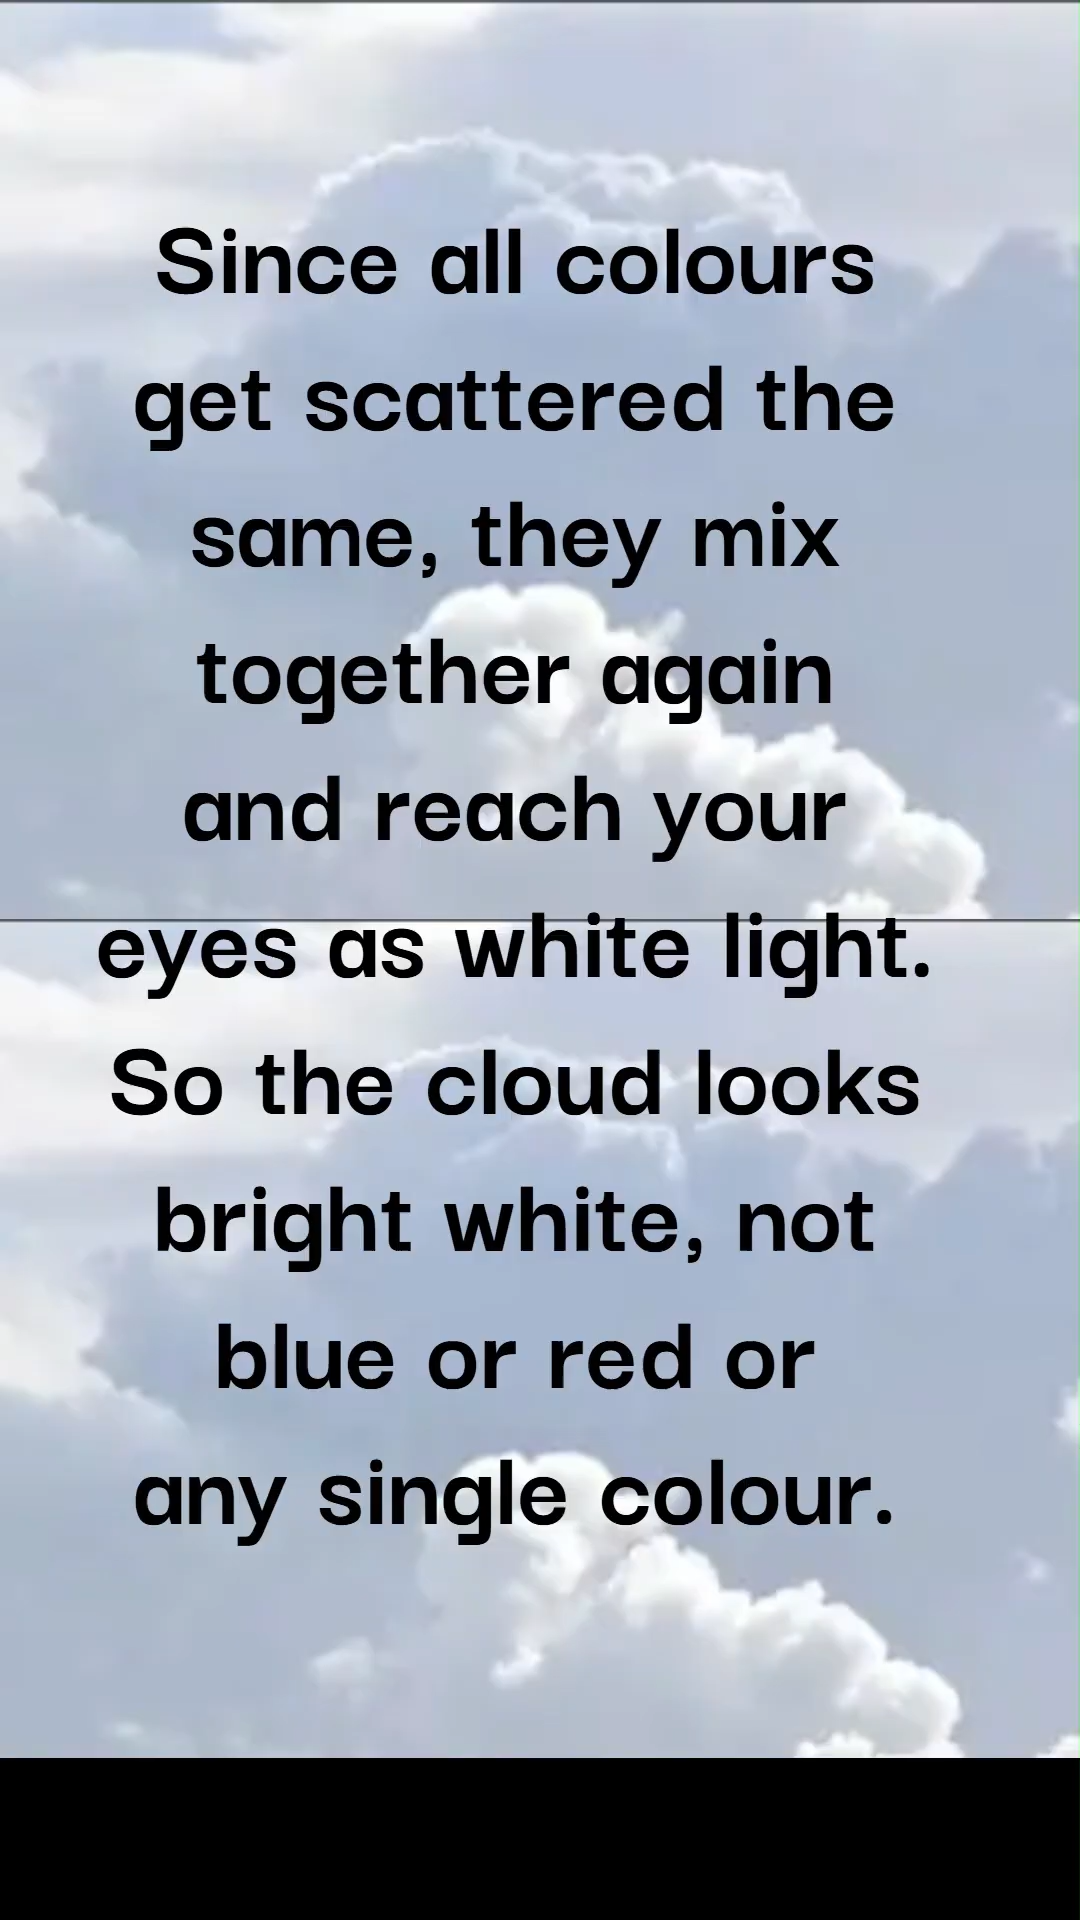 Since all colours
get scattered the
same, they mix
together again
and reach your
eyes as white light.
So the cloud looks
bright white, not
blue or red or
any single colour.